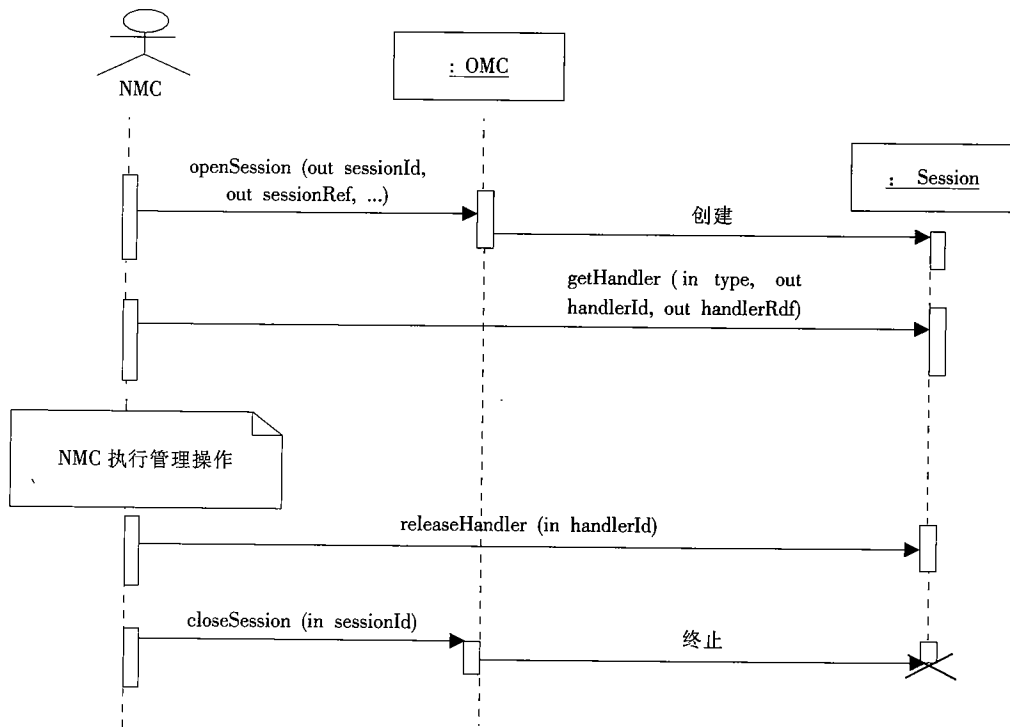 NMC
: OMC
: Session
openSession (out sessionId,
out sessionRef, ...)
创建
getHandler ( in type, out
handlerId, out handlerRdf)
NMC 执行管理操作
releaseHandler (in handlerId)
closeSession (in sessionId)
终止